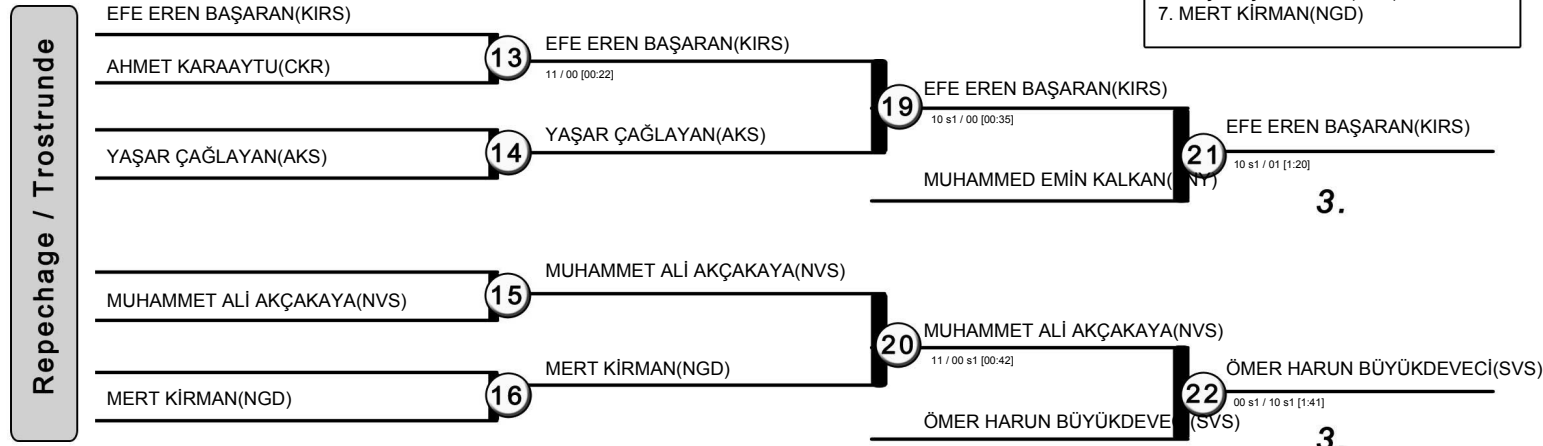 Repechage / Trostrunde
EFE EREN BAŞARAN(KIRS)
AHMET KARAAYTU(CKR)
YAŞAR ÇAĞLAYAN(AKS)
MUHAMMET ALİ AKÇAKAYA(NVS)
MERT KİRMAN(NGD)
13
14
15
16
EFE EREN BAŞARAN(KIRS)
11 / 00 [00:22]
YAŞAR ÇAĞLAYAN(AKS)
MUHAMMET ALİ AKÇAKAYA(NVS)
MERT KİRMAN(NGD)
19
20
EFE EREN BAŞARAN(KIRS)
10 s1 / 00 [00:35]
MUHAMMED EMİN KALKAN(
MUHAMMET ALİ AKÇAKAYA(NVS)
11 / 00 s1 [00:42]
ÖMER HARUN BÜYÜKDEVECİ(SVS)
21
22
EFE EREN BAŞARAN(KIRS)
10 s1 / 01 [1:20]
3.
ÖMER HARUN BÜYÜKDEVECİ(SVS)
00 s1 / 10 s1 [1:41]
3
7. MERT KİRMAN(NGD)